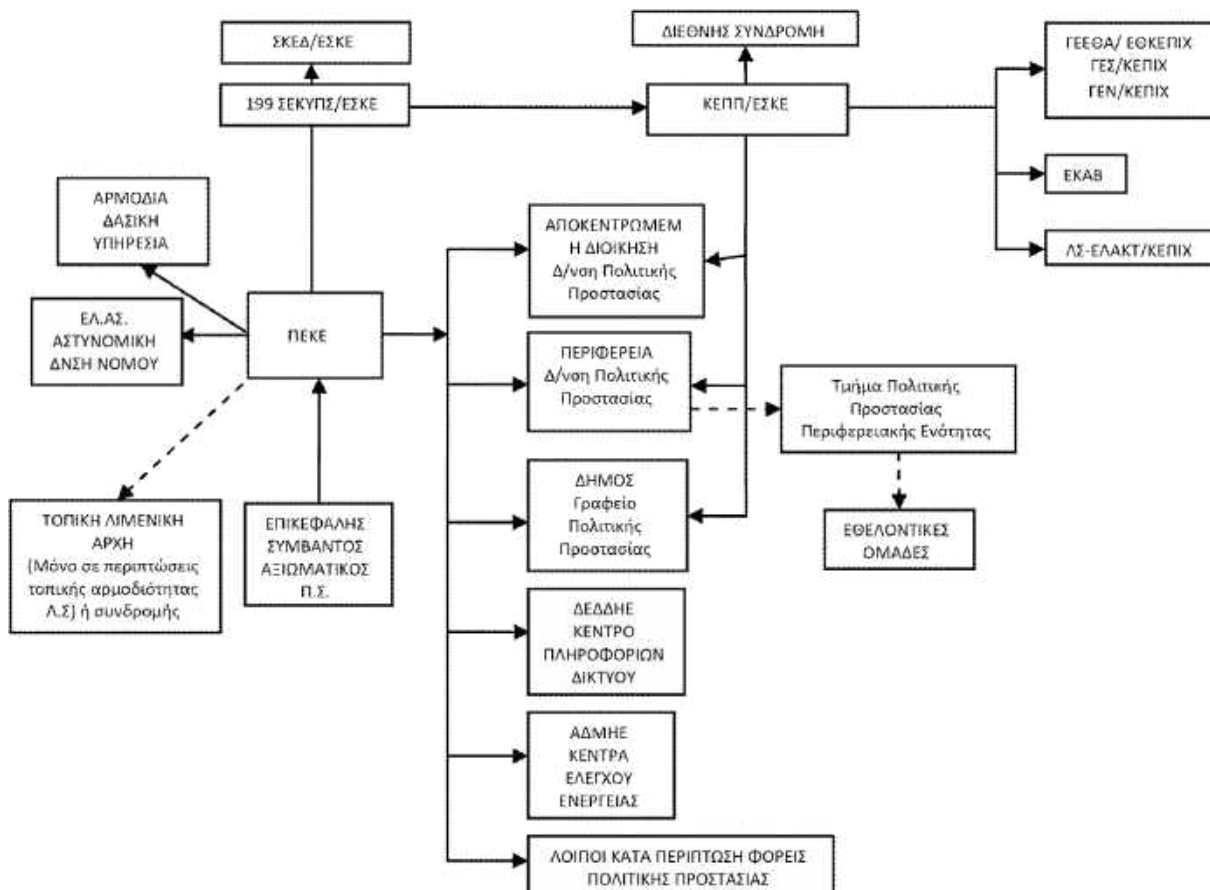 ΣΚΕΔ/ΕΣΚΕ
ΔΙΕΘΝΗΣ ΣΥΝΔΡΟΜΗ
ΓΕΕΘΑ/ ΕΘΚΕΠΙΧ
ΓΕΣ/ΚΕΠΙΧ
ΓΕΝ/ΚΕΠΙΧ
199 ΣΕΚΥΠΣ/ΕΣΚΕ
ΚΕΠΠ/ΕΣΚΕ
ΕΚΑΒ
ΛΣ-ΕΛΑΚΤ/ΚΕΠΙΧ
ΑΡΜΟΔΙΑ
ΔΑΣΙΚΗ
ΥΠΗΡΕΣΙΑ
ΑΠΟΚΕΝΤΡΩΜΕΜ
Η ΔΙΟΙΚΗΣΗ
Δ/νση Πολιτικής
Προστασίας
ΕΛ.ΑΣ.
ΑΣΤΥΝΟΜΙΚΗ
ΔΝΣΗ ΝΟΜΟΥ
ΠΕΚΕ
ΠΕΡΙΦΕΡΕΙΑ
Δ/νση Πολιτικής
Προστασίας
Τμήμα Πολιτικής
Προστασίας
Περιφερειακής Ενότητας
ΤΟΠΙΚΗ ΛΙΜΕΝΙΚΗ
ΑΡΧΗ
(Μόνο σε περιπτώσεις
τοπικής αρμοδιότητας
Λ.Σ) ή συνδρομής
ΕΠΙΚΕΦΑΛΗΣ
ΣΥΜΒΑΝΤΟΣ
ΑΞΙΩΜΑΤΙΚΟΣ
Π.Σ.
ΔΗΜΟΣ
Γραφείο
Πολιτικής
Προστασίας
ΕΘΕΛΟΝΤΙΚΕΣ
ΟΜΑΔΕΣ
ΔΕΔΔΗΕ
ΚΕΝΤΡΟ
ΠΛΗΡΟΦΟΡΙΩΝ
ΔΙΚΤΥΟΥ
ΑΔΜΗΕ
ΚΕΝΤΡΑ
ΕΛΕΓΧΟΥ
ΕΝΕΡΓΕΙΑΣ
ΛΟΙΠΟΙ ΚΑΤΑ ΠΕΡΙΠΤΩΣΗ ΦΟΡΕΙΣ
ΠΟΛΙΤΙΚΗΣ ΠΡΟΣΤΑΣΙΑΣ